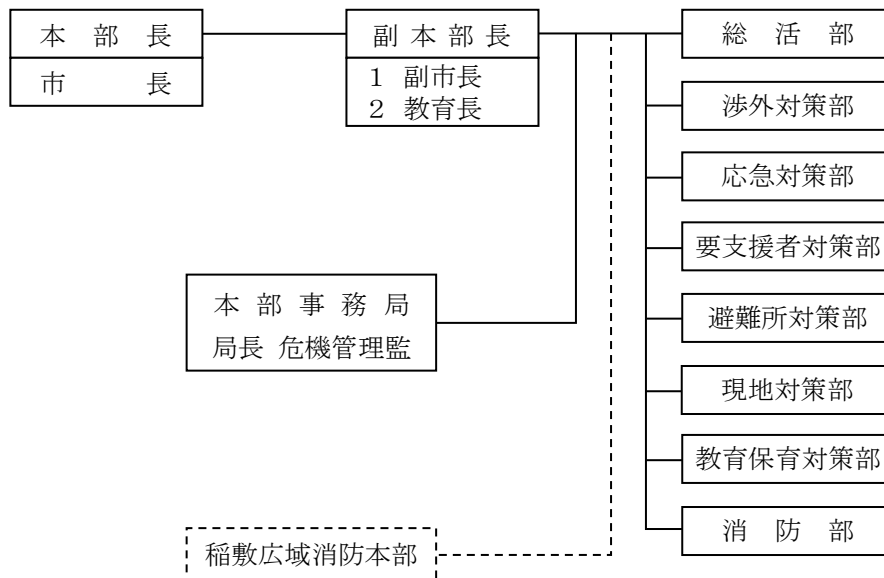 本部長
市長
副本部長
1 副市長
2 教育長
総活部
渉外対策部
応急対策部
要支援者対策部
避難所対策部
現地対策部
教育保育対策部
消防部
本部事務局
局長 危機管理監
稲敷広域消防本部